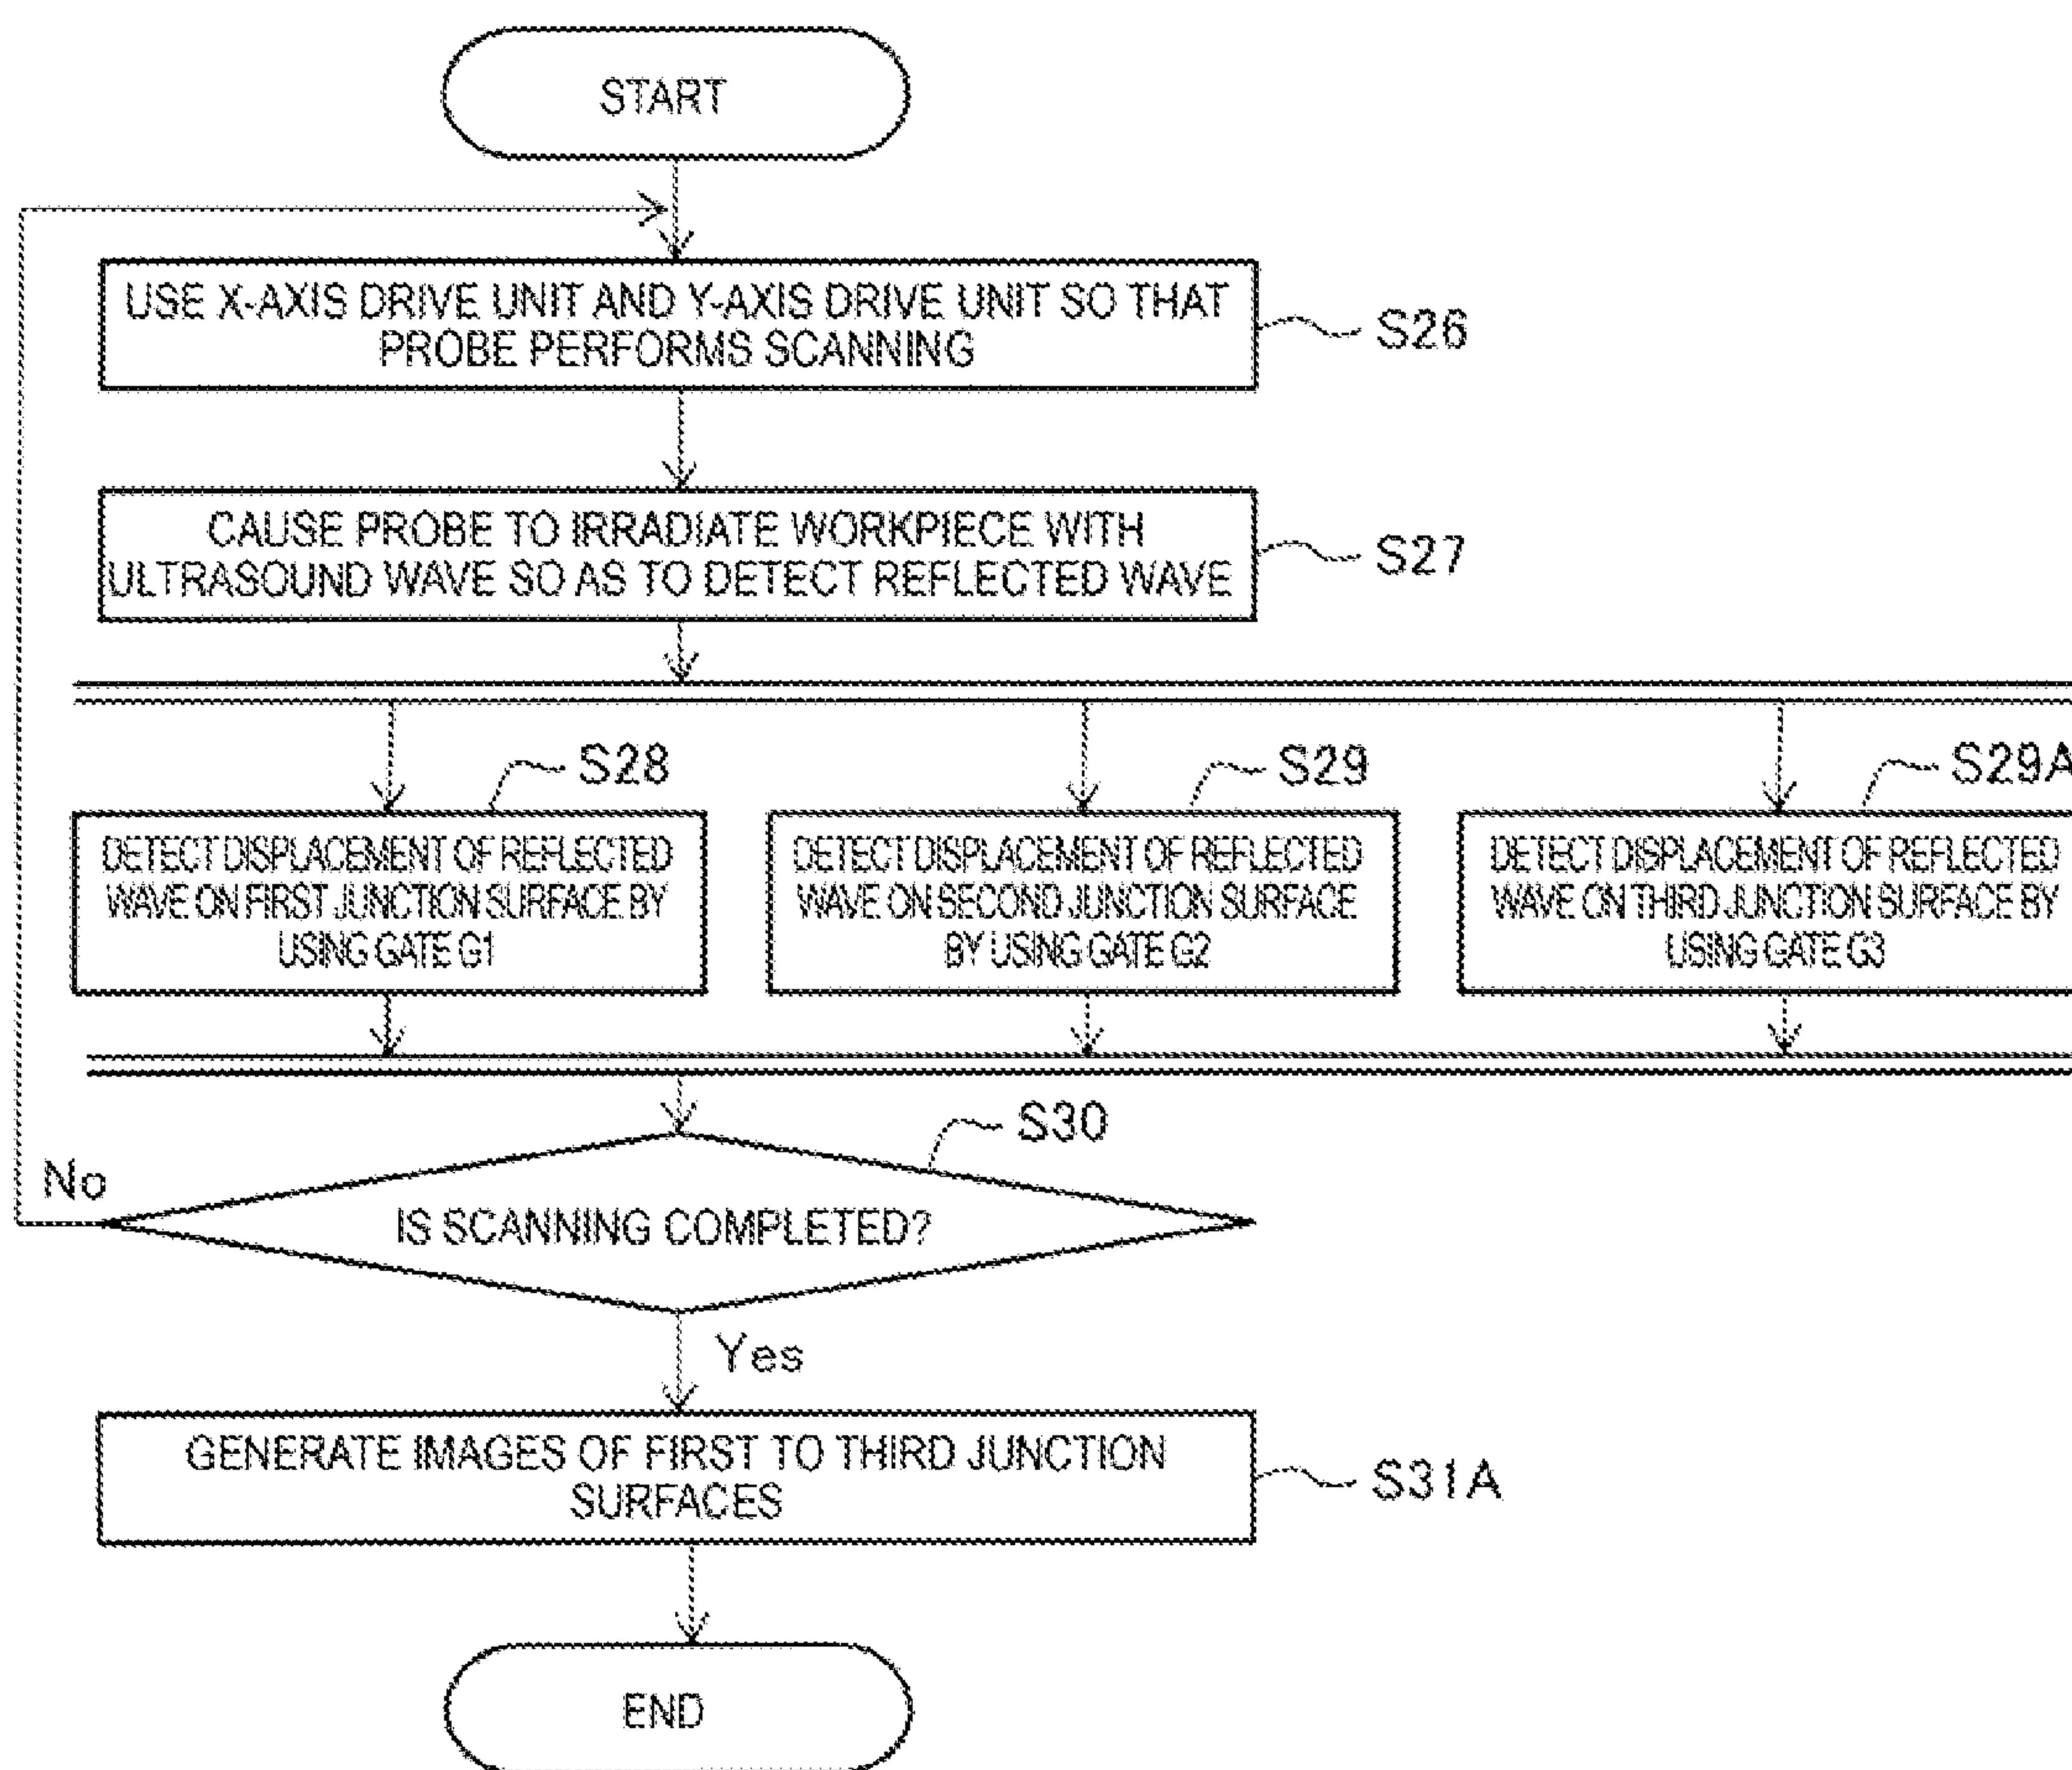 START
USE X-AXIS DRIVE UNIT AND Y-AXIS DRIVE UNIT SO THAT
PROBE PERFORMS SCANNING
S26
CAUSE PROBE TO IRRADIATE WORKPIECE WITH
ULTRASOUND WAVE SO AS TO DETECT REFLECTED WAVE
S27
S28
DETECT DISPLACEMENT OF REFLECTED
WAVE ON FIRST JUNCTION SURFACE BY
USING GATE G1
S29
DETECT DISPLACEMENT OF REFLECTED
WAVE ON SECOND JUNCTION SURFACE
BY USING GATE G2
S29A
DETECT DISPLACEMENT OF REFLECTED
WAVE ON THIRD JUNCTION SURFACE BY
USING GATE G3
S30
No
IS SCANNING COMPLETED?
Yes
GENERATE IMAGES OF FIRST TO THIRD JUNCTION
SURFACES
S31A
END